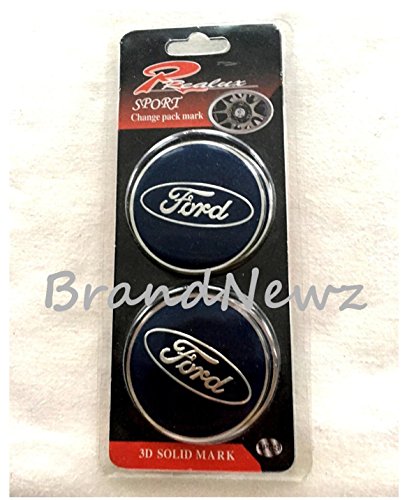 Realux
SPORT
Change pack mark
Ford
BrandNewz
Ford
3D SOLID MARK